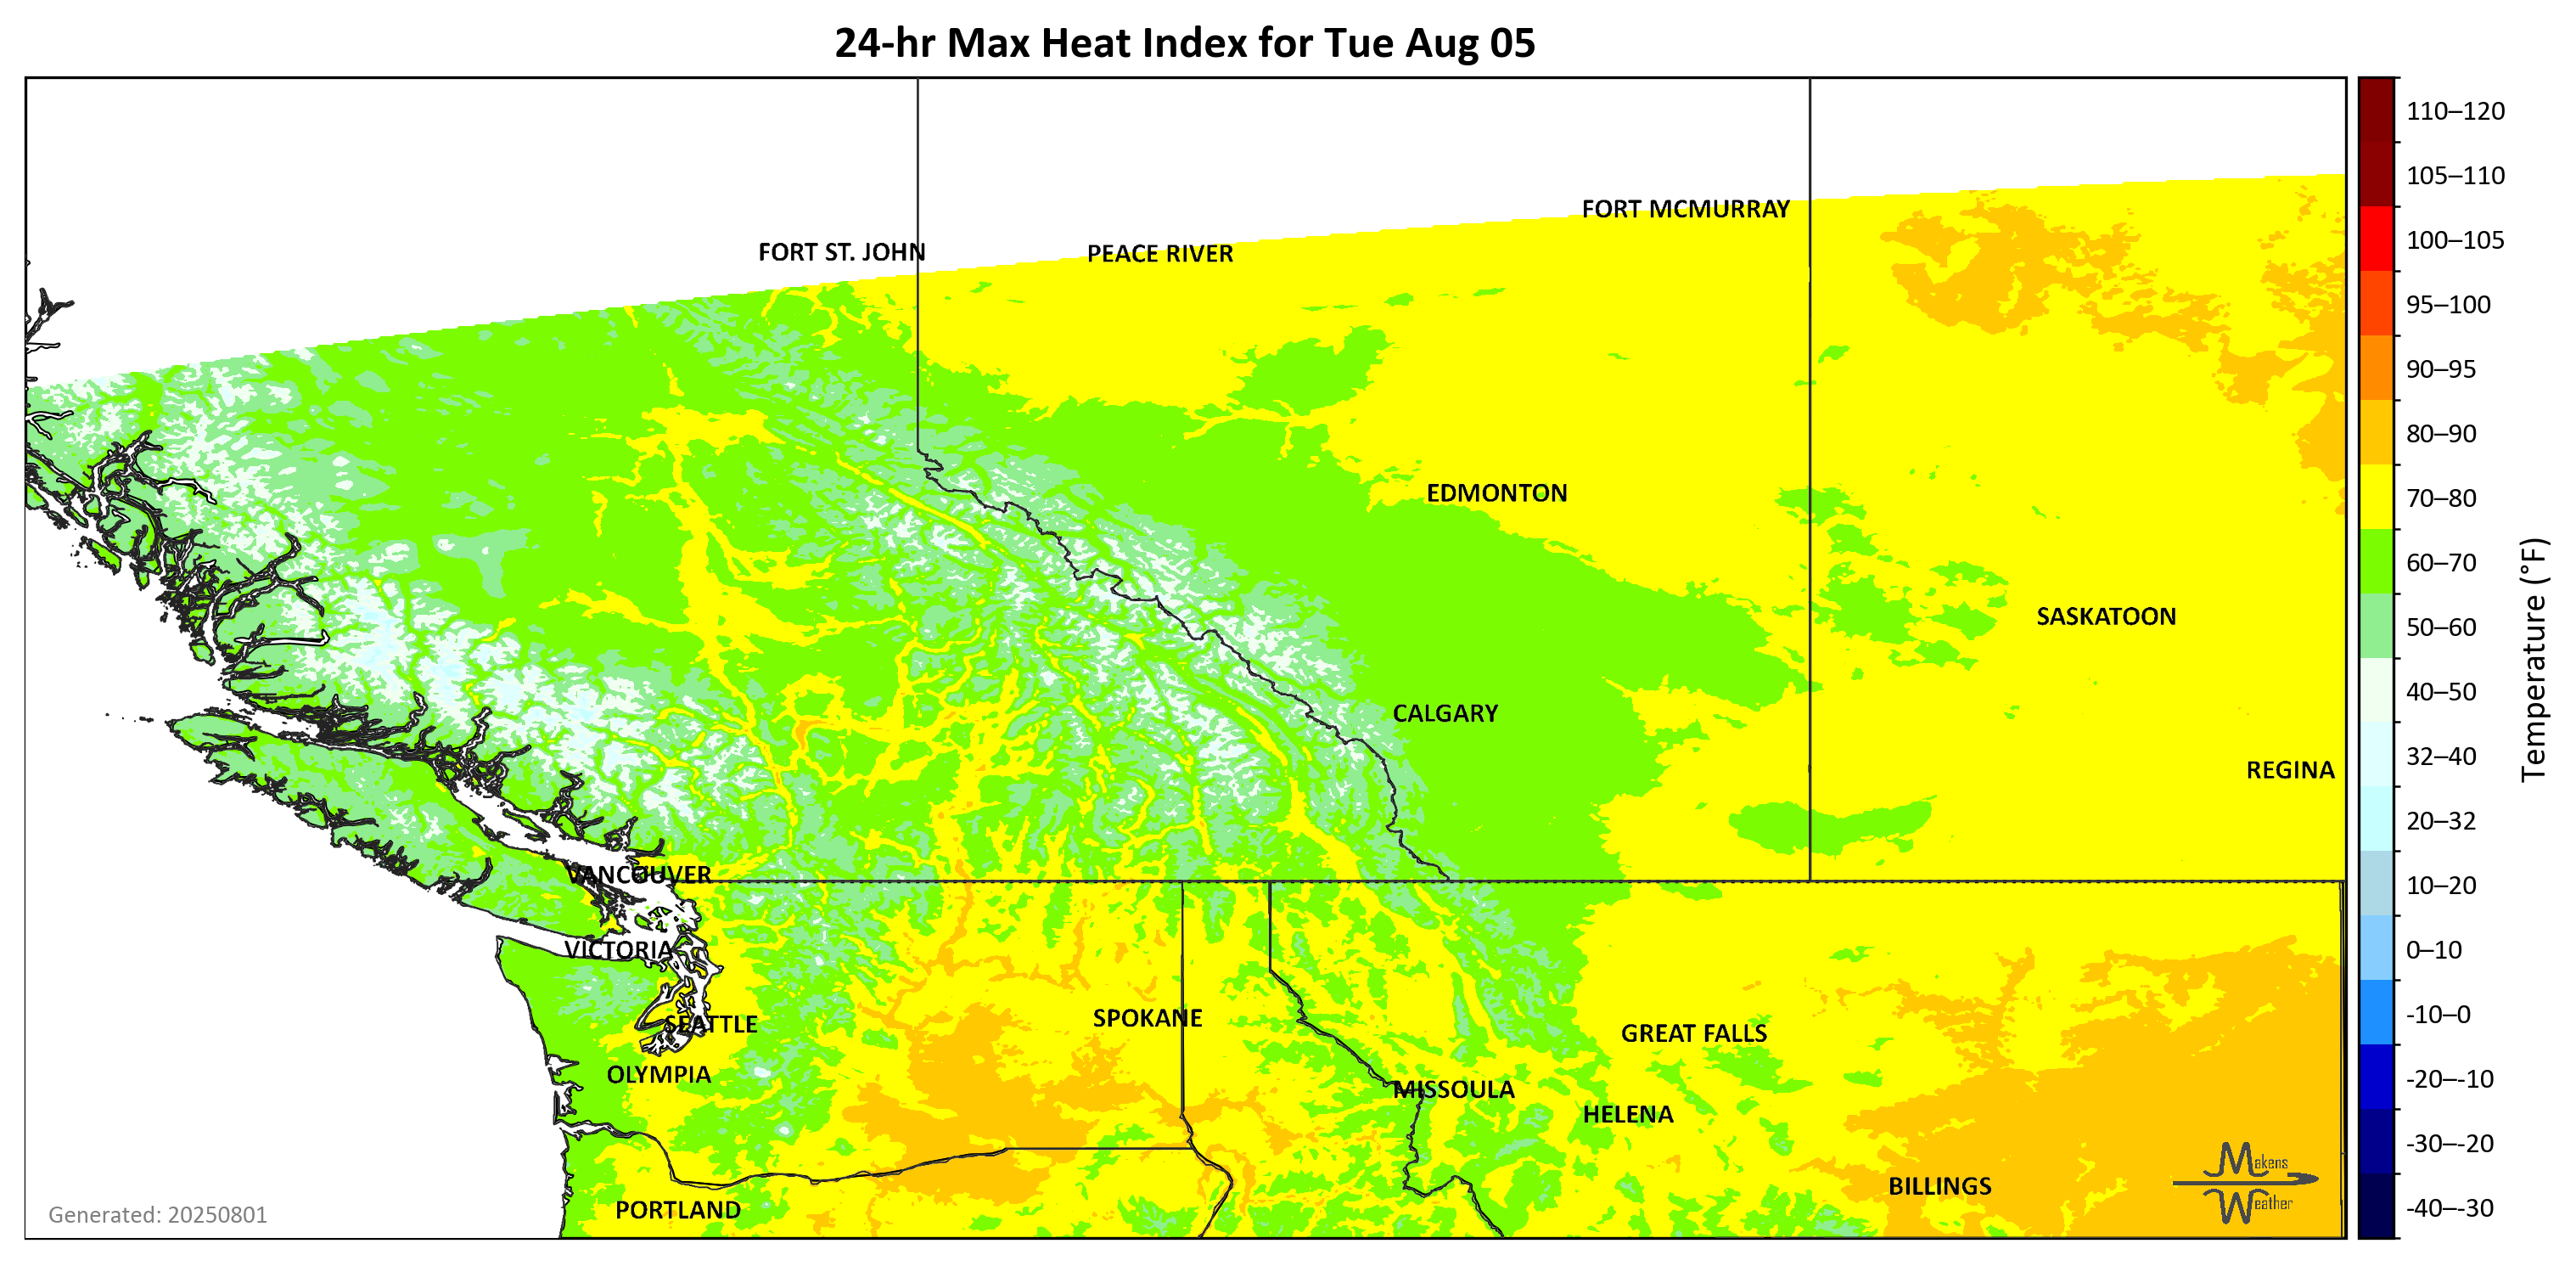 24-hr Max Heat Index for Tue Aug 05
110–120
105–110
FORT MCMURRAY
100–105
FORT ST. JOHN
PEACE RIVER
95–100
90–95
80–90
EDMONTON
70–80
60–70
SASKATOON
50–60
40–50
CALGARY
32–40
REGINA
20–32
Temperature (°F)
VANCOUVER
10–20
VICTORIA
0–10
SEATTLE
SPOKANE
-10–0
GREAT FALLS
OLYMPIA
-20–-10
MISSOULA
HELENA
-30–-20
Makens
Weather
BILLINGS
PORTLAND
-40–-30
Generated: 20250801